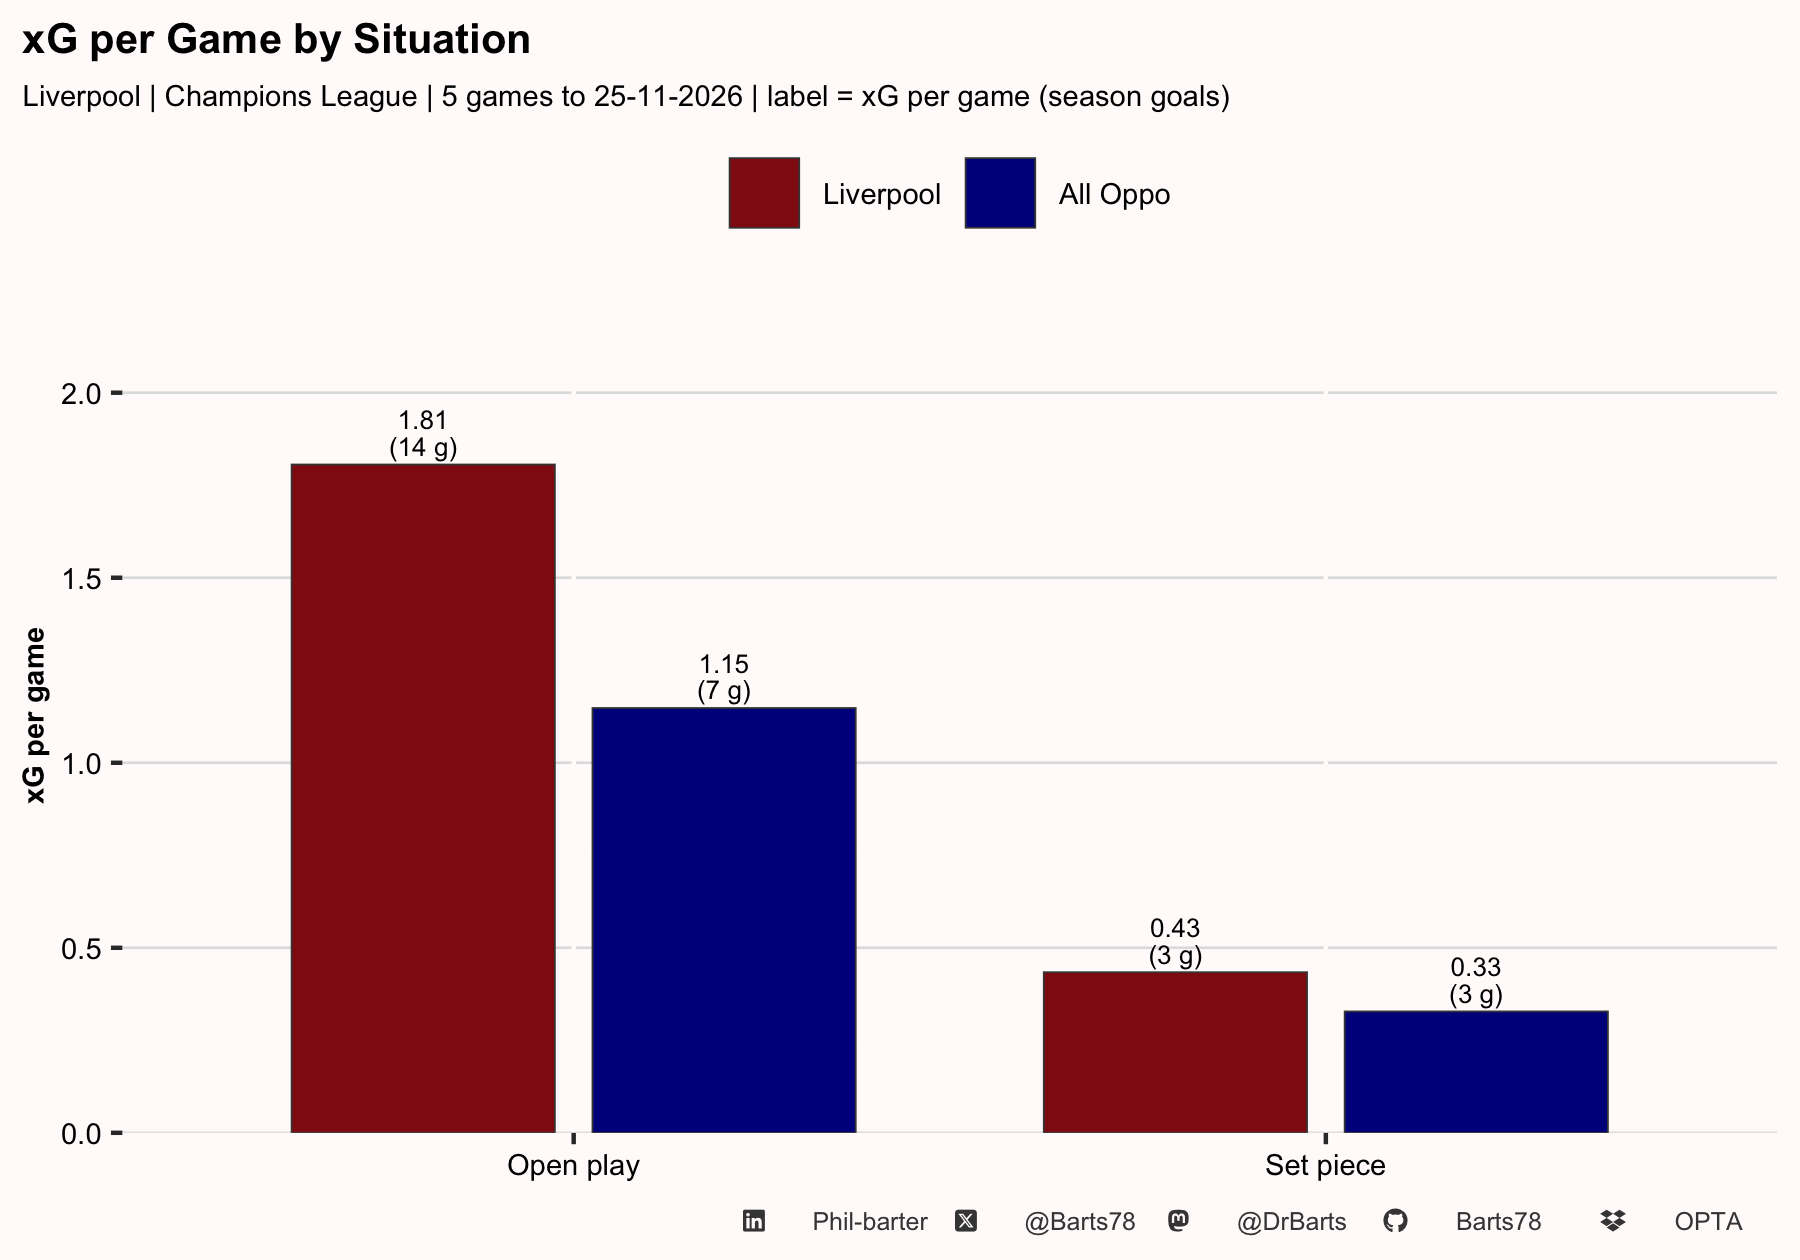 xG per Game by Situation
Liverpool | Champions League | 5 games to 25-11-2026 | label = xG per game (season goals)
Liverpool All Oppo
2.0
1.81
(14 g)
1.5
1.15
(7 g)
xG per game
1.0
0.43
(3 g)
0.5
0.33
(3 g)
0.0
Open play Set piece
Phil-barter @Barts78 @DrBarts Barts78 OPTA